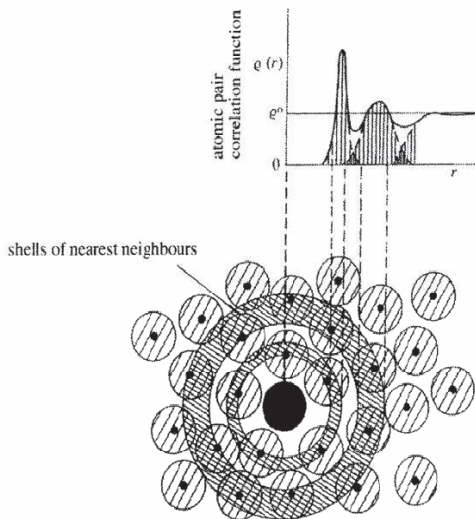 atomic pair
correlation function
ϱ (r)
ϱ°
0
r
shells of nearest neighbours